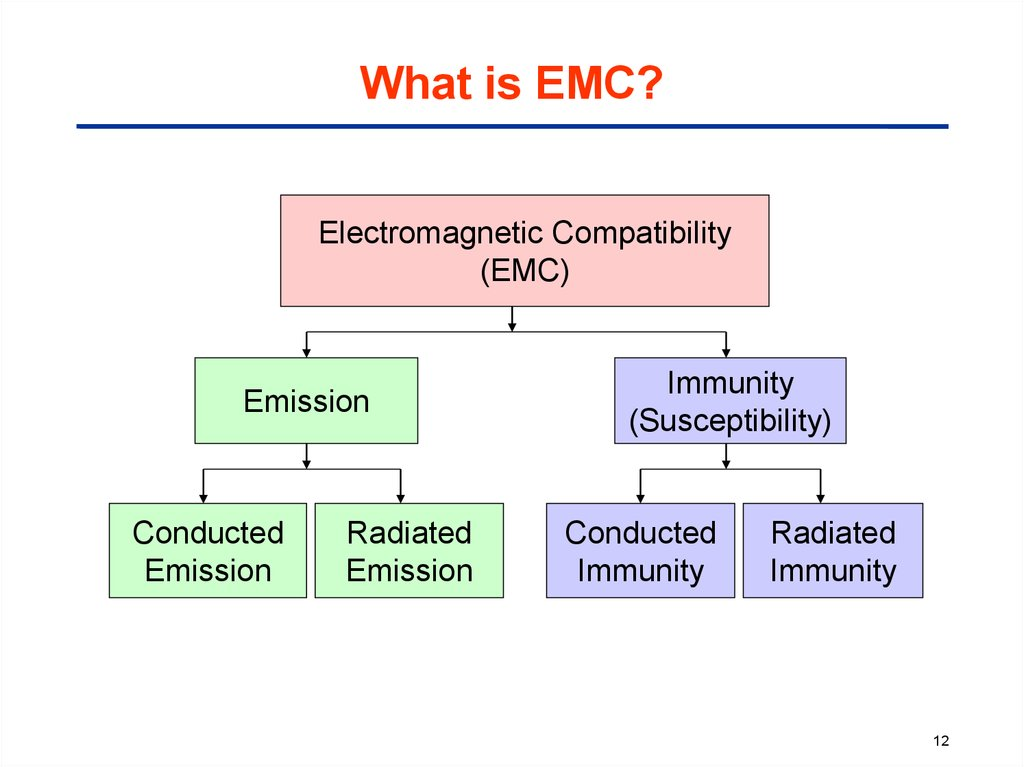 What is EMC?
Electromagnetic Compatibility
(EMC)
Emission
Immunity
(Susceptibility)
Conducted
Emission
Radiated
Emission
Conducted
Immunity
Radiated
Immunity
12